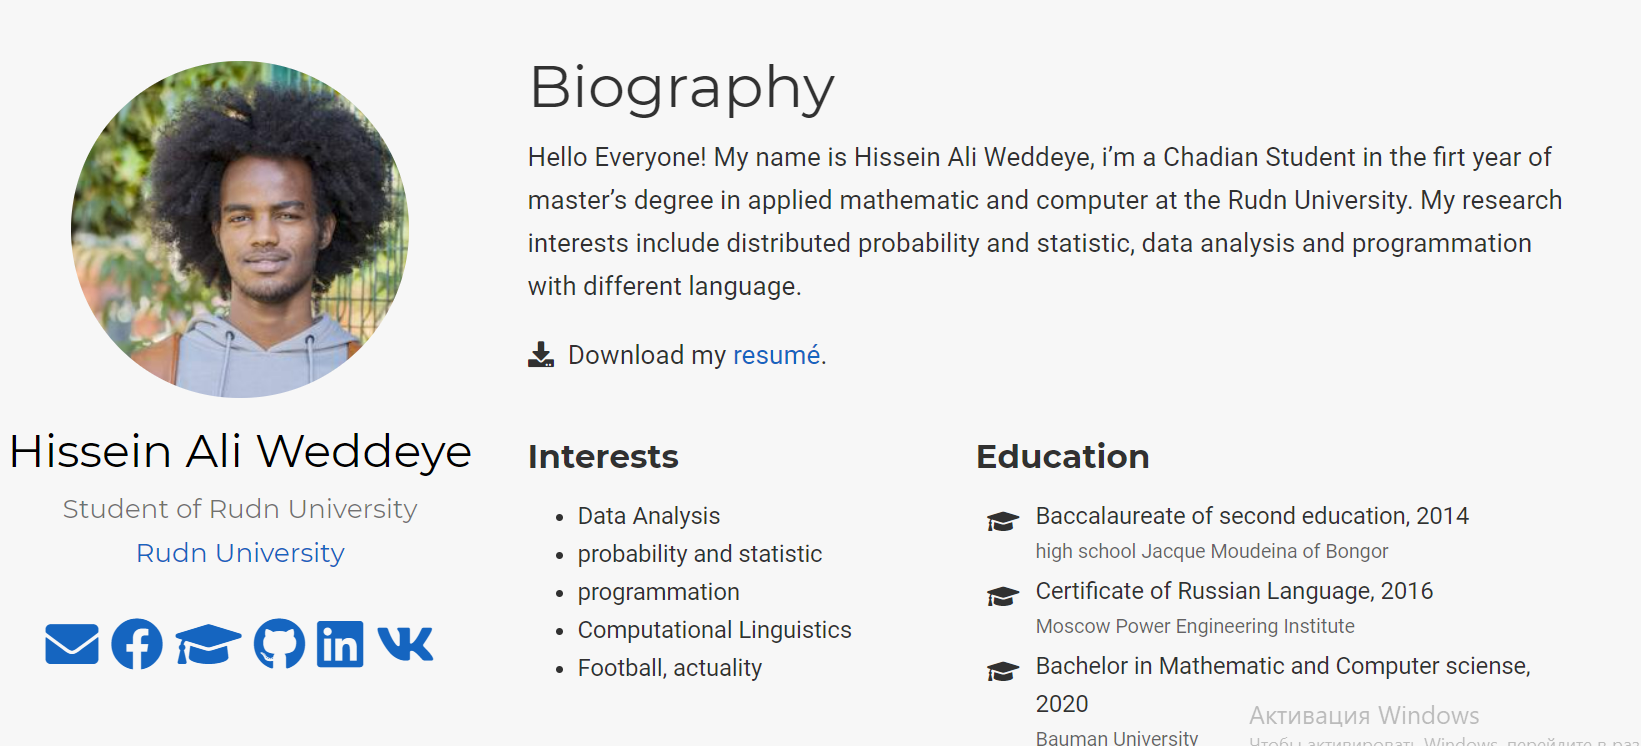 Biography
Hello Everyone! My name is Hissein Ali Weddeye, i’m a Chadian Student in the firt year of
master’s degree in applied mathematic and computer at the Rudn University. My research
interests include distributed probability and statistic, data analysis and programmation
with different language.
Download my resumé.
Hissein Ali Weddeye
Student of Rudn University
Rudn University
Interests
Data Analysis
probability and statistic
programmation
Computational Linguistics
Football, actuality
Education
Baccalaureate of second education, 2014
high school Jacque Moudeina of Bongor
Certificate of Russian Language, 2016
Moscow Power Engineering Institute
Bachelor in Mathematic and Computer sciense,
2020
Bauman University
Активация Windows
Чтобы активировать Windows, перейдите в раз